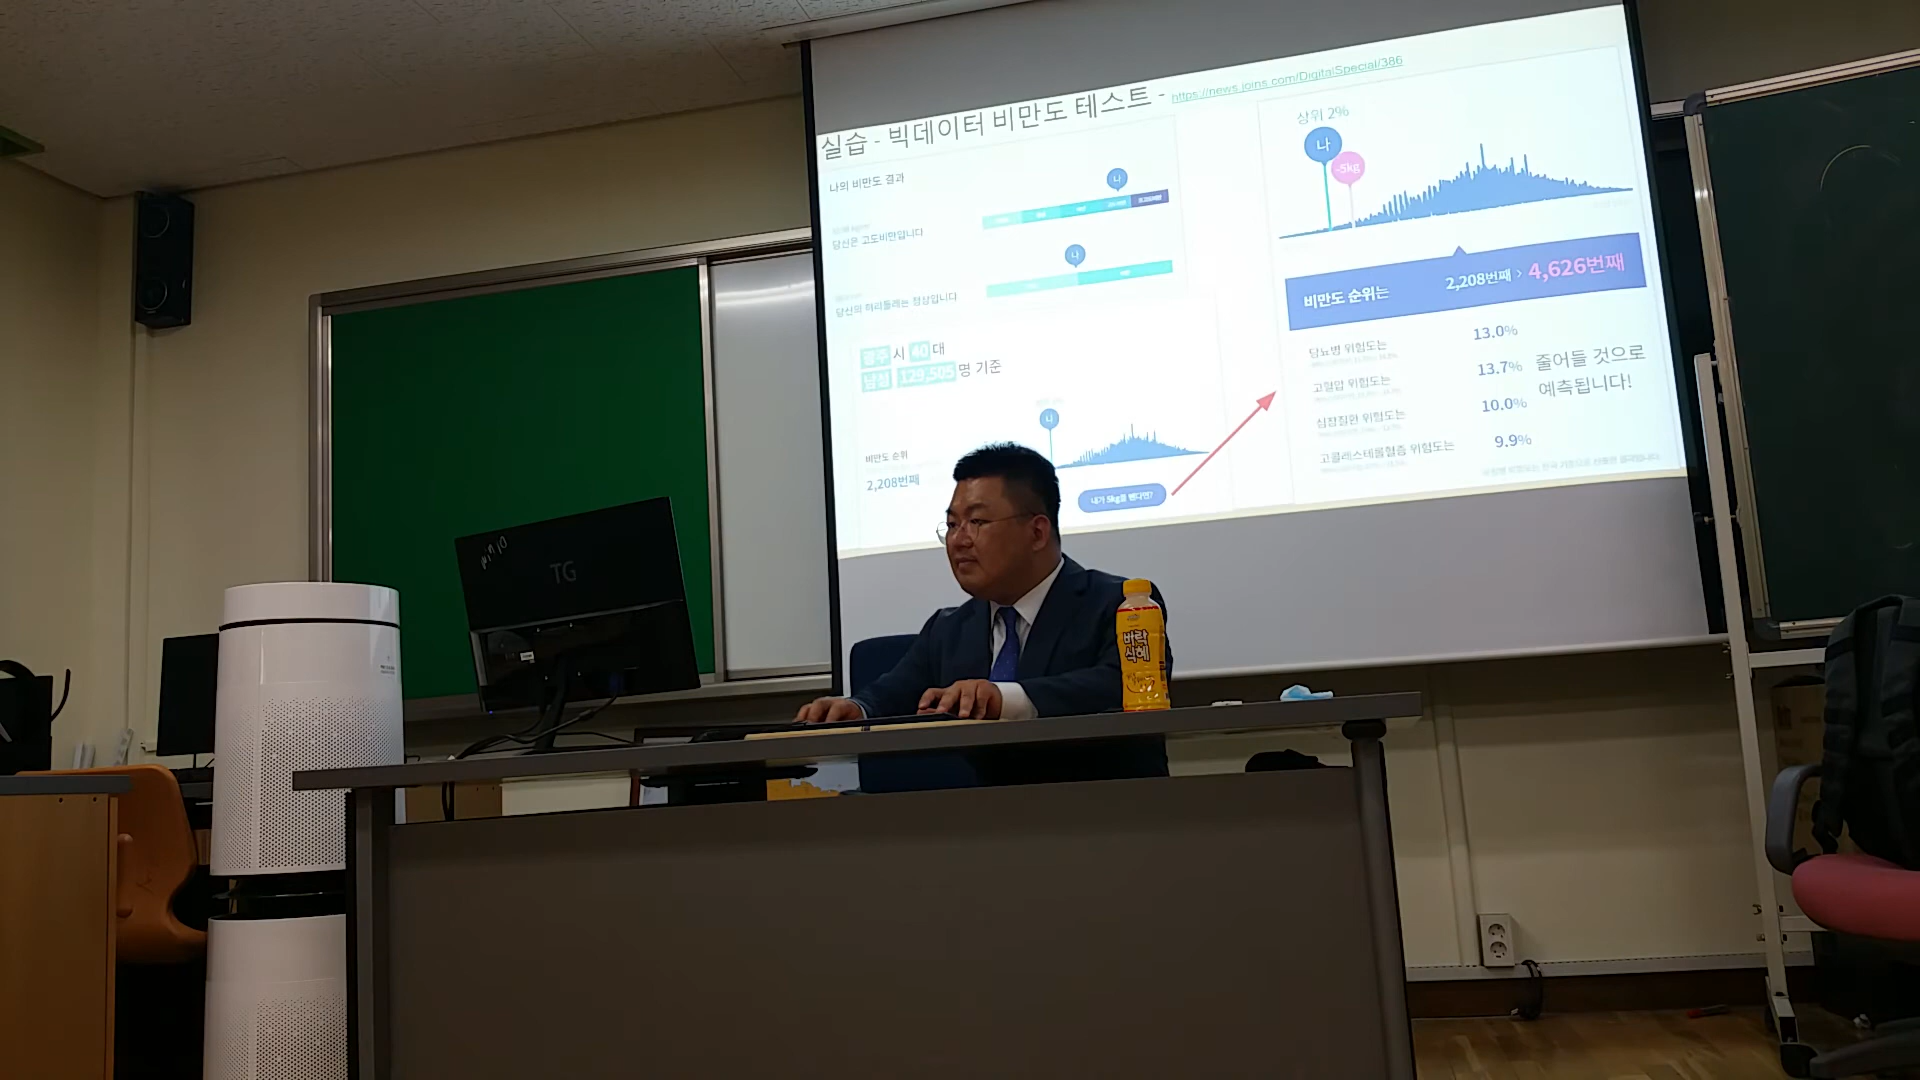 실습 - 빅데이터 비만도 테스트 - https://news.joins.com/DigitalSpecial/386
나의 비만도 결과
나
당신은 고도비만입니다
나
당신의 허리둘레는 정상입니다
광주 시 40 대
남성 129,505 명 기준
나
비만도 순위
2,208번째
내가 5kg을 뺀다면?
상위 2%
나
-5kg
비만도 순위는 2,208번째 > 4,626번째
당뇨병 위험도는 13.0%
고혈압 위험도는 13.7%
심장질환 위험도는 10.0%
고콜레스테롤혈증 위험도는 9.9%
줄어들 것으로
예측됩니다!
TG
바락
식혜